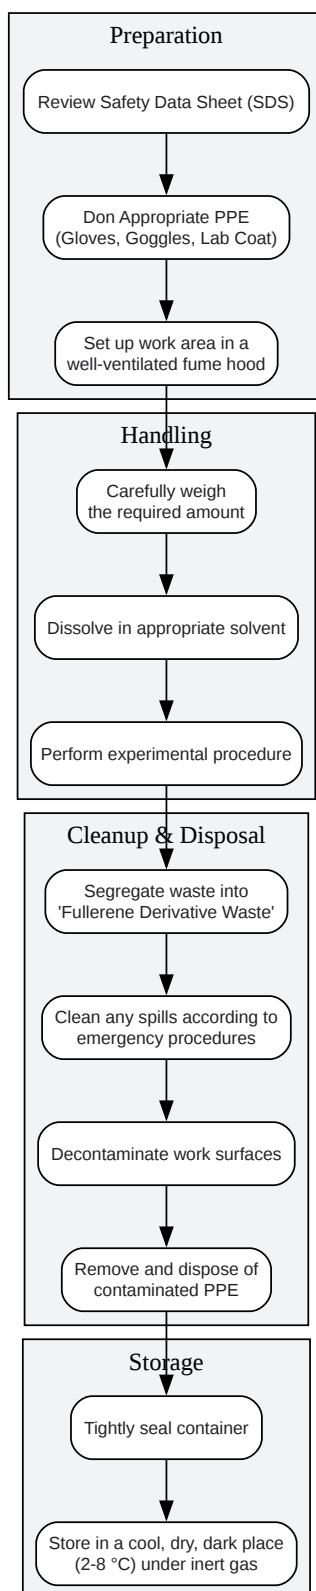 Preparation
Review Safety Data Sheet (SDS)
Don Appropriate PPE
(Gloves, Goggles, Lab Coat)
Set up work area in a
well-ventilated fume hood
Handling
Carefully weigh
the required amount
Dissolve in appropriate solvent
Perform experimental procedure
Cleanup & Disposal
Segregate waste into
'Fullerene Derivative Waste'
Clean any spills according to
emergency procedures
Decontaminate work surfaces
Remove and dispose of
contaminated PPE
Storage
Tightly seal container
Store in a cool, dry, dark place
(2-8 °C) under inert gas